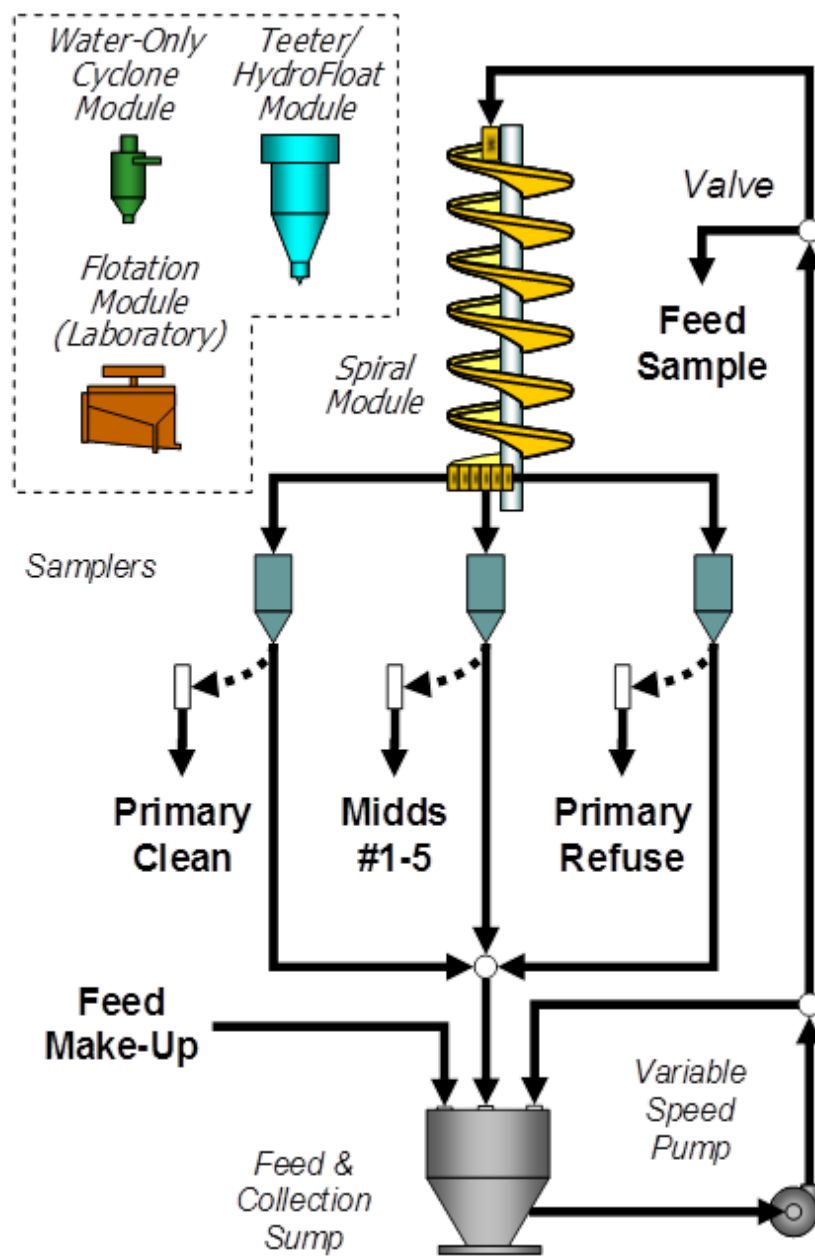 Water-Only
Cyclone
Module
Teeter/
HydroFloat
Module
Flotation
Module
(Laboratory)
Valve
Feed
Sample
Spiral
Module
Samplers
Primary
Clean
Midds
#1-5
Primary
Refuse
Feed
Make-Up
Variable
Speed
Pump
Feed &
Collection
Sump